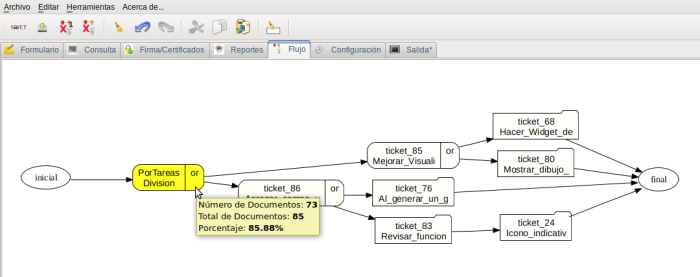 Archivo Editar Herramientas Acerca de...
Formulario Consulta Firma/Certificados Reportes Flujo Configuración Salida*
inicial
PorTareas
Division
or
ticket_85
Mejorar_Visuali
or
ticket_68
Hacer_Widget_de
ticket_80
Mostrar_dibujo_
ticket_86
or
ticket_76
Al_generar_un_g
ticket_83
Revisar_funcion
ticket_24
Icono_indicativ
final
Número de Documentos: 73
Total de Documentos: 85
Porcentaje: 85.88%